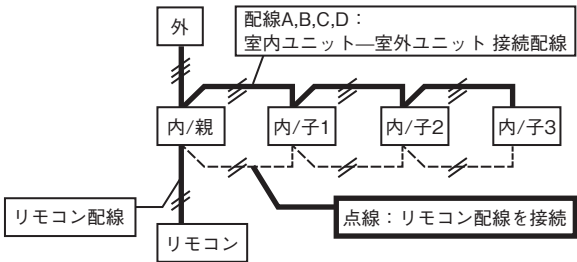 外
配線A,B,C,D：
室内ユニット―室外ユニット 接続配線
内/親
内/子1
内/子2
内/子3
リモコン配線
点線：リモコン配線を接続
リモコン